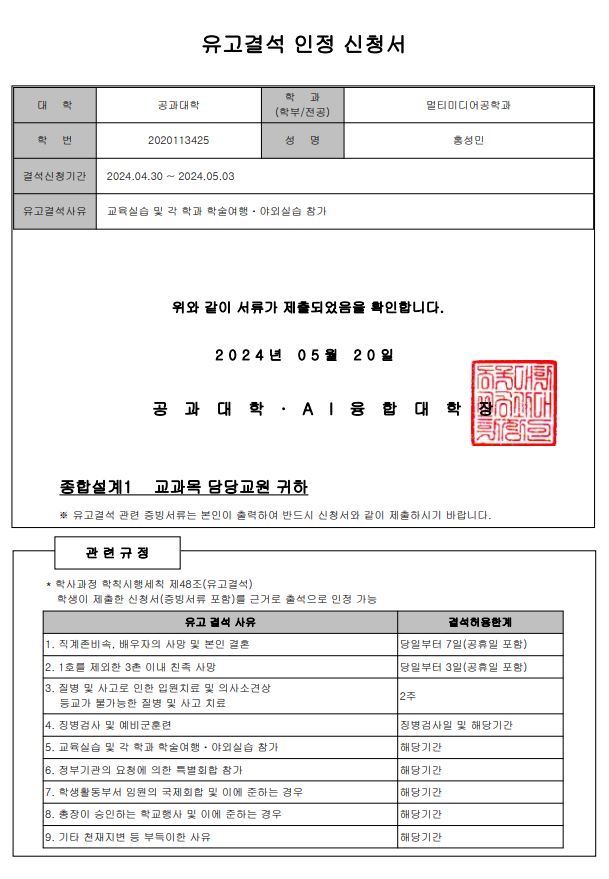 유고결석 인정 신청서
대 학 공과대학 학 과 (학부/전공) 멀티미디어공학과
학 번 2020113425 성 명 홍성민
결석신청기간 2024.04.30 ~ 2024.05.03
유고결석사유 교육실습 및 각 학과 학술여행・야외실습 참가
위와 같이 서류가 제출되었음을 확인합니다.
2024년 05월 20일
공 과 대 학 · A I 융 합 대 학 장
종합설계1 교과목 담당교원 귀하
※ 유고결석 관련 증빙서류는 본인이 출력하여 반드시 신청서와 같이 제출하시기 바랍니다.
관 련 규 정
* 학사과정 학칙시행세칙 제48조(유고결석)
학생이 제출한 신청서(증빙서류 포함)를 근거로 출석으로 인정 가능
유고 결석 사유 결석허용한계
1. 직계존비속, 배우자의 사망 및 본인 결혼 당일부터 7일(공휴일 포함)
2. 1호를 제외한 3촌 이내 친족 사망 당일부터 3일(공휴일 포함)
3. 질병 및 사고로 인한 입원치료 및 의사소견상
등교가 불가능한 질병 및 사고 치료 2주
4. 징병검사 및 예비군훈련 징병검사일 및 해당기간
5. 교육실습 및 각 학과 학술여행・야외실습 참가 해당기간
6. 정부기관의 요청에 의한 특별회합 참가 해당기간
7. 학생활동부서 임원의 국제회합 및 이에 준하는 경우 해당기간
8. 총장이 승인하는 학교행사 및 이에 준하는 경우 해당기간
9. 기타 천재지변 등 부득이한 사유 해당기간